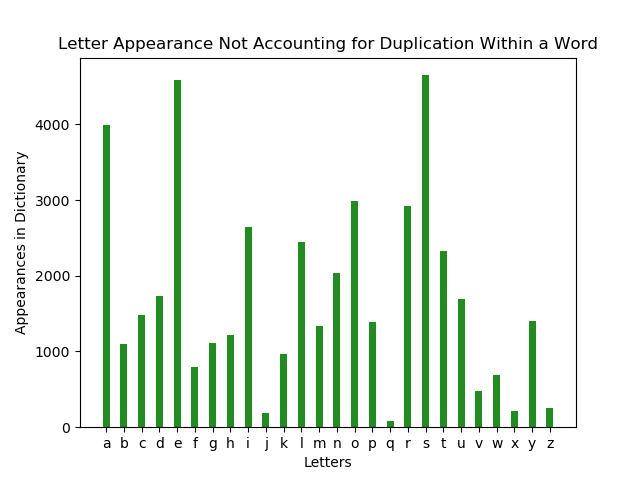 Letter Appearance Not Accounting for Duplication Within a Word
Appearances in Dictionary
4000
3000
2000
1000
0
a b c d e f g h i j k l m n o p q r s t u v w x y z
Letters